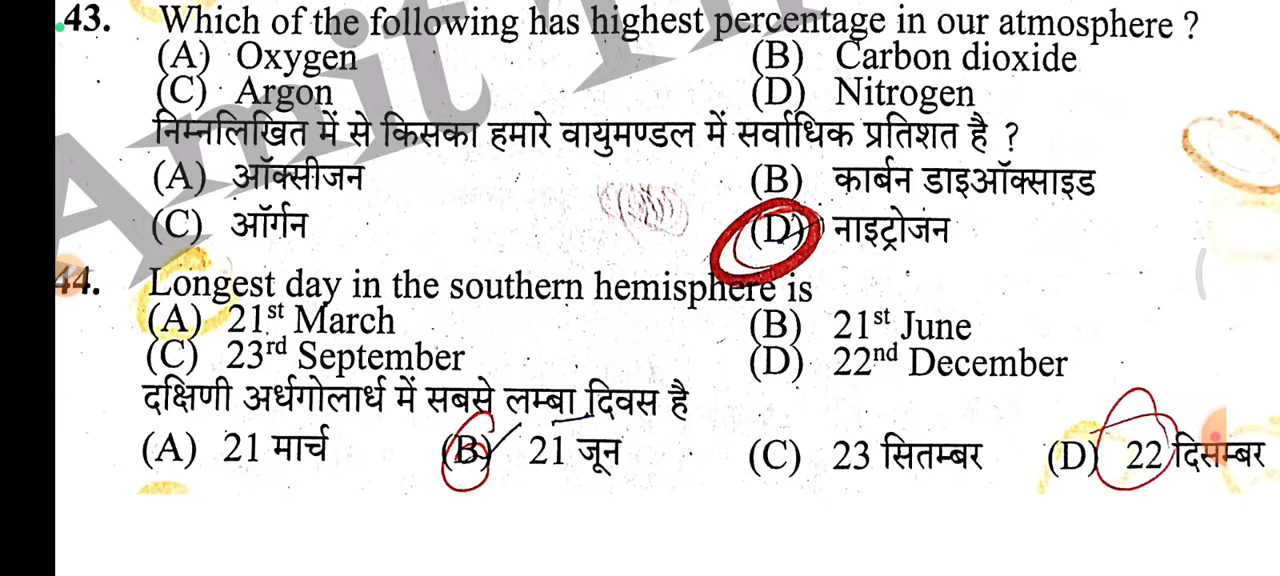 43. Which of the following has highest percentage in our atmosphere ?
(A) Oxygen (B) Carbon dioxide
(C) Argon (D) Nitrogen
निम्नलिखित में से किसका हमारे वायुमण्डल में सर्वाधिक प्रतिशत है ?
(A) ऑक्सीजन (B) कार्बन डाइऑक्साइड
(C) ऑर्गन (D) नाइट्रोजन
44. Longest day in the southern hemisphere is
(A) 21st March (B) 21st June
(C) 23rd September (D) 22nd December
दक्षिणी अर्धगोलार्ध में सबसे लम्बा दिवस है
(A) 21 मार्च (B) 21 जून (C) 23 सितम्बर (D) 22 दिसम्बर
Amit